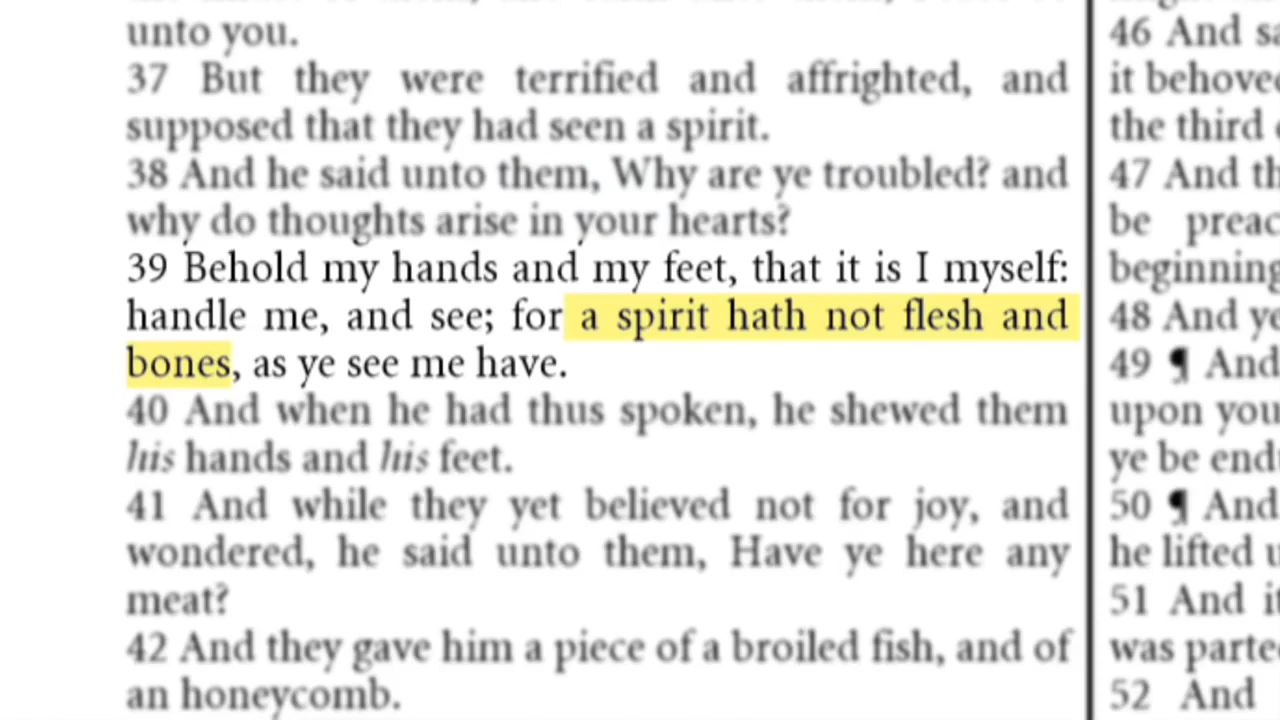 unto you.
37 But they were terrified and affrighted, and
supposed that they had seen a spirit.
38 And he said unto them, Why are ye troubled? and
why do thoughts arise in your hearts?
39 Behold my hands and my feet, that it is I myself:
handle me, and see; for a spirit hath not flesh and
bones, as ye see me have.
40 And when he had thus spoken, he shewed them
his hands and his feet.
41 And while they yet believed not for joy, and
wondered, he said unto them, Have ye here any
meat?
42 And they gave him a piece of a broiled fish, and of
an honeycomb.
46 And
it
the third
47 And
be
beginning
48 And
49 ¶ And
upon you
ye be
50 ¶ And
he lifted
51 And
was
52 And